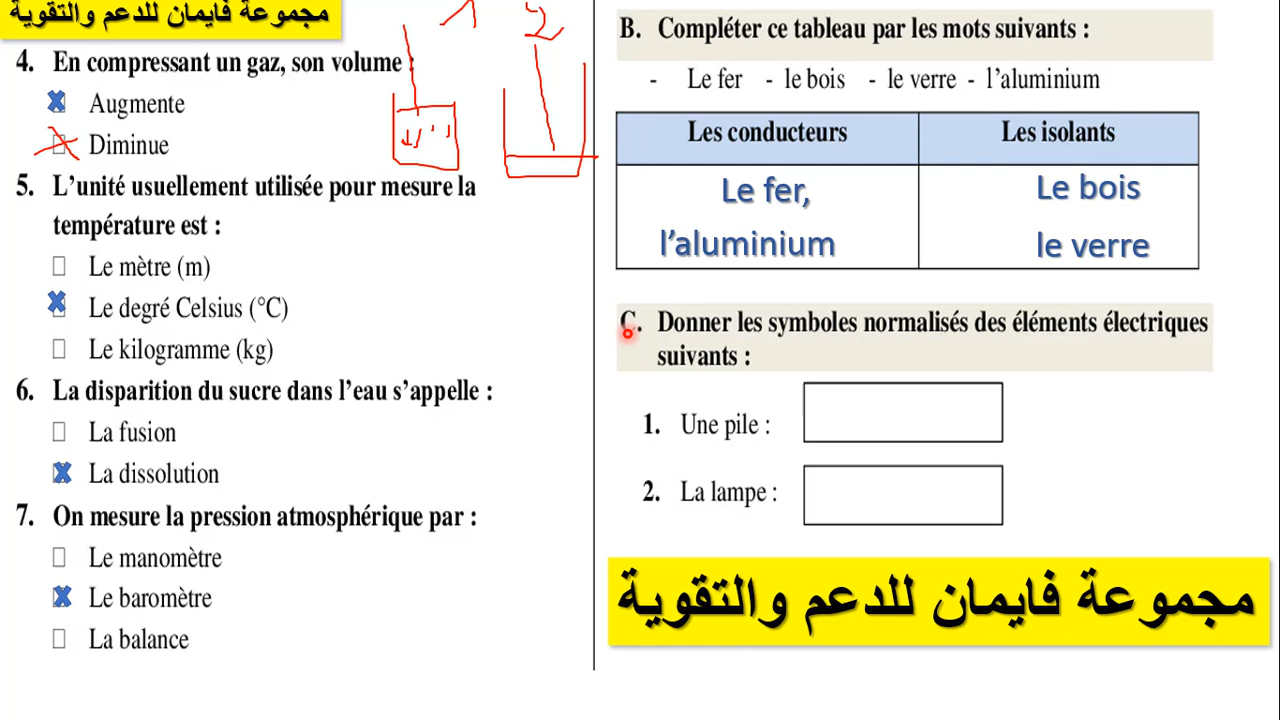 مجموعة فايمان للدعم والتقوية
1 2
4. En compressant un gaz, son volume :
Augmente
Diminue
5. L'unité usuellement utilisée pour mesure la
température est :
Le mètre (m)
Le degré Celsius (°C)
Le kilogramme (kg)
6. La disparition du sucre dans l'eau s'appelle :
La fusion
La dissolution
7. On mesure la pression atmosphérique par :
Le manomètre
Le baromètre
La balance
B. Compléter ce tableau par les mots suivants :
- Le fer - le bois - le verre - l'aluminium
Les conducteurs Les isolants
Le fer, Le bois
l'aluminium le verre
C. Donner les symboles normalisés des éléments électriques
suivants :
1. Une pile :
2. La lampe :
مجموعة فايمان للدعم والتقوية